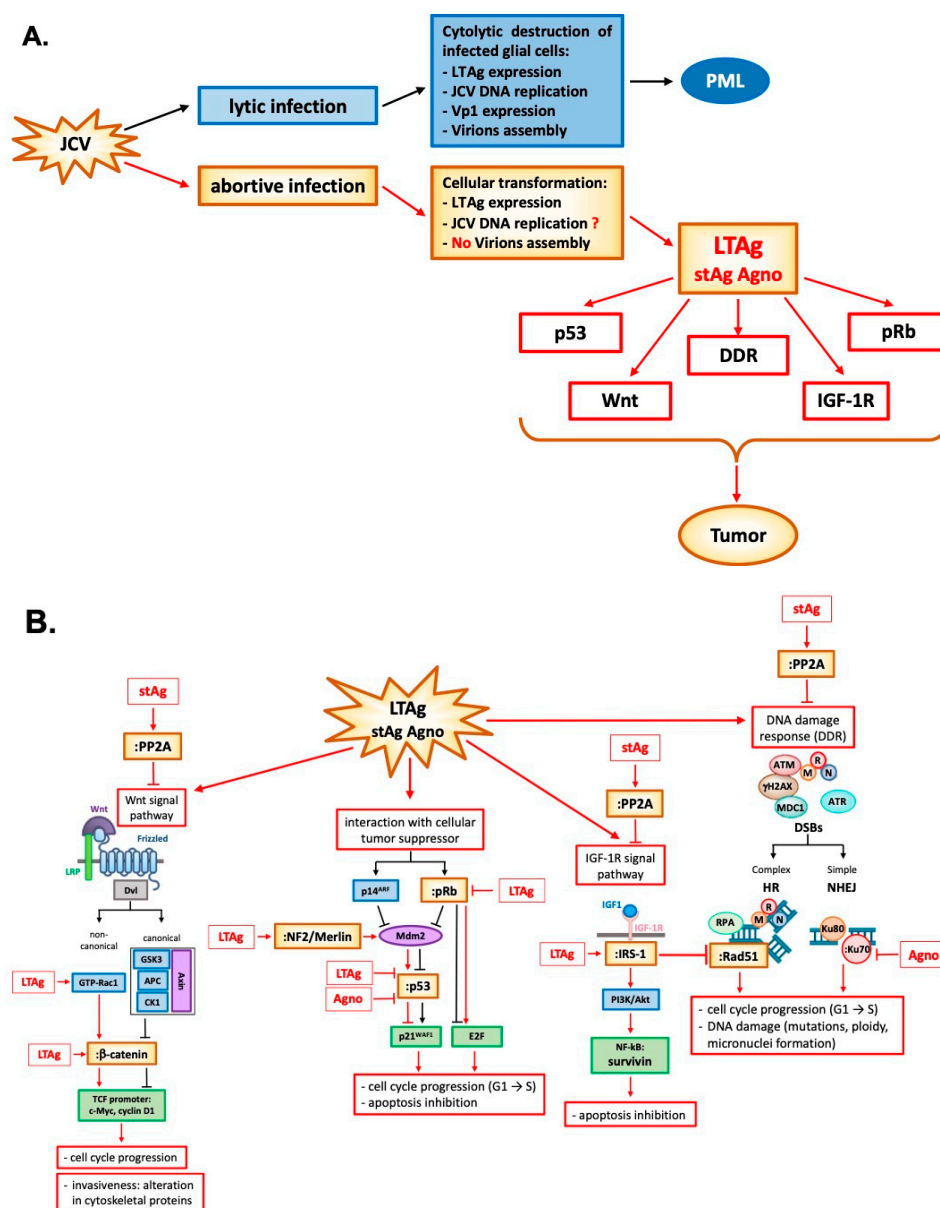 A.
JCV
lytic infection
Cytolytic destruction of
infected glial cells:
- LTAg expression
- JCV DNA replication
- Vp1 expression
- Virions assembly
PML
abortive infection
Cellular transformation:
- LTAg expression
- JCV DNA replication ?
- No Virions assembly
LTAg
stAg Agno
p53
DDR
pRb
Wnt
IGF-1R
Tumor
B.
stAg
:PP2A
Wnt signal
pathway
Wnt
Frizzled
LRP
Dvl
non-
canonical
canonical
GSK3
APC
CK1
Axin
LTAg
GTP-Rac1
LTAg
:β-catenin
TCF promoter:
c-Myc, cyclin D1
- cell cycle progression
- invasiveness: alteration
in cytoskeletal proteins
LTAg
stAg Agno
interaction with cellular
tumor suppressor
p14ARF
:pRb
LTAg
LTAg
:NF2/Merlin
Mdm2
LTAg
Agno
:p53
p21WAF1
E2F
- cell cycle progression (G1 → S)
- apoptosis inhibition
stAg
:PP2A
IGF-1R signal
pathway
IGF1
IGF-1R
LTAg
:IRS-1
PI3K/Akt
NF-kB:
survivin
- apoptosis inhibition
stAg
:PP2A
DNA damage
response (DDR)
ATM
R
M
N
γH2AX
MDC1
ATR
DSBs
Complex
HR
Simple
NHEJ
RPA
R
M
N
:Rad51
Ku80
:Ku70
Agno
- cell cycle progression (G1 → S)
- DNA damage (mutations, ploidy,
micronuclei formation)